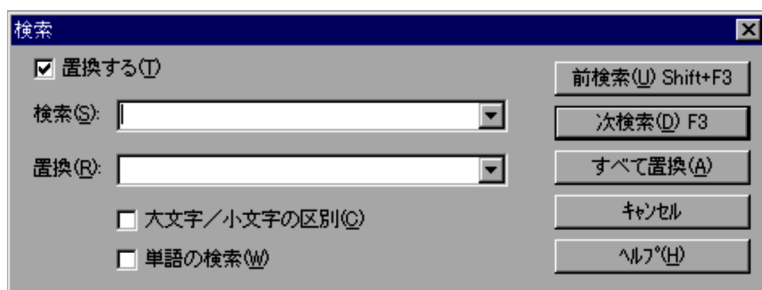 検索
置換する(T)
検索(S):
置換(R):
大文字／小文字の区別(C)
単語の検索(W)
前検索(U) Shift+F3
次検索(D) F3
すべて置換(A)
ｷｬﾝｾﾙ
ﾍﾙﾌﾟ(H)